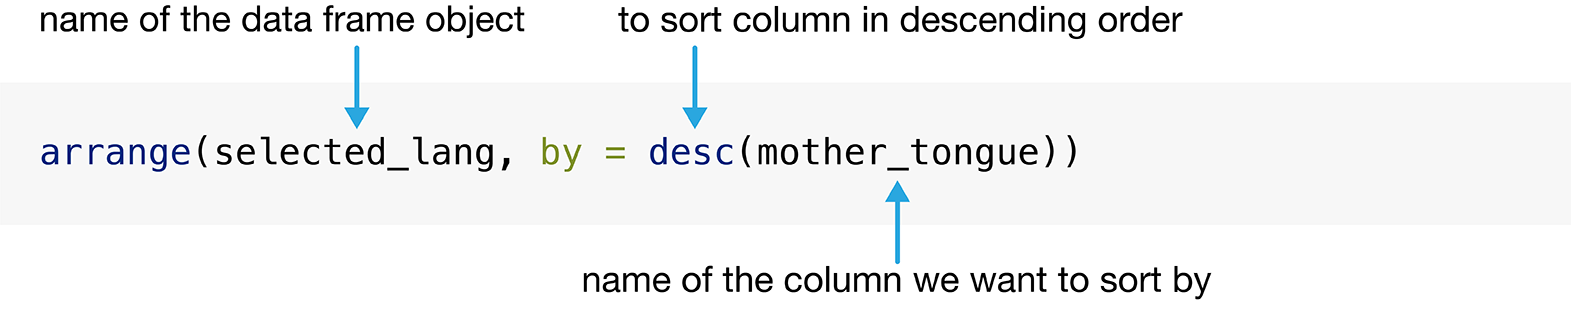 name of the data frame object
to sort column in descending order
arrange(selected_lang, by = desc(mother_tongue))
name of the column we want to sort by